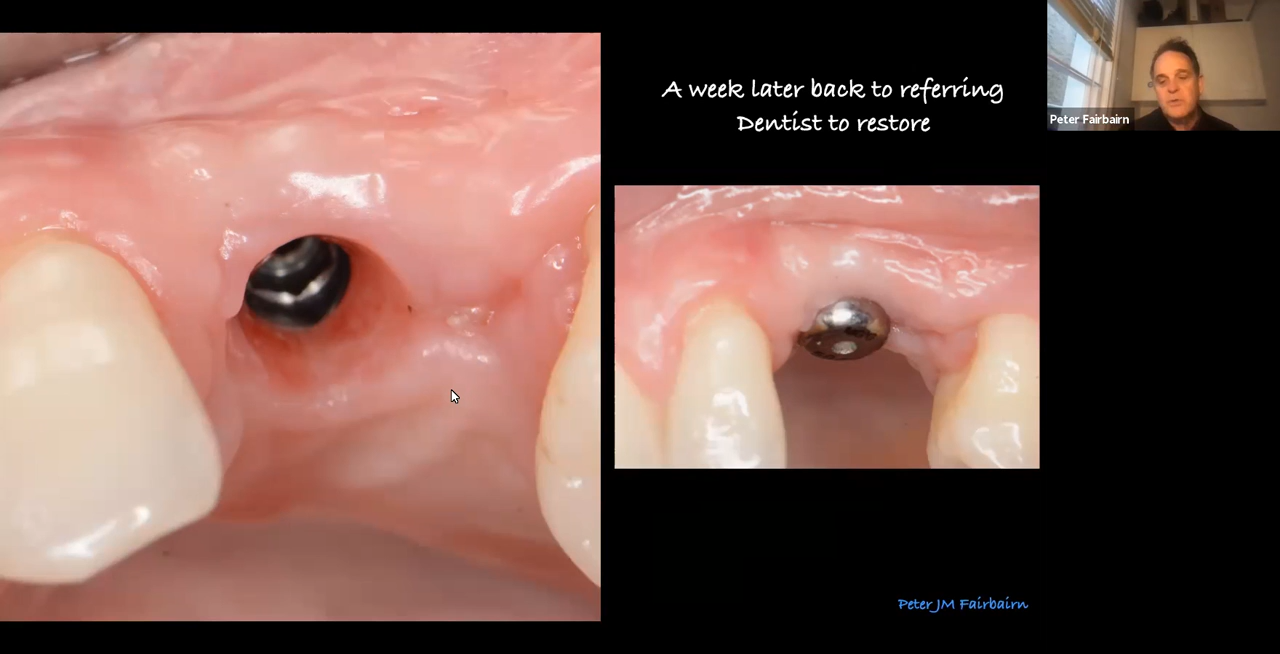 A week later back to referring
Dentist to restore
Peter Fairbairn
Peter JM Fairbairn